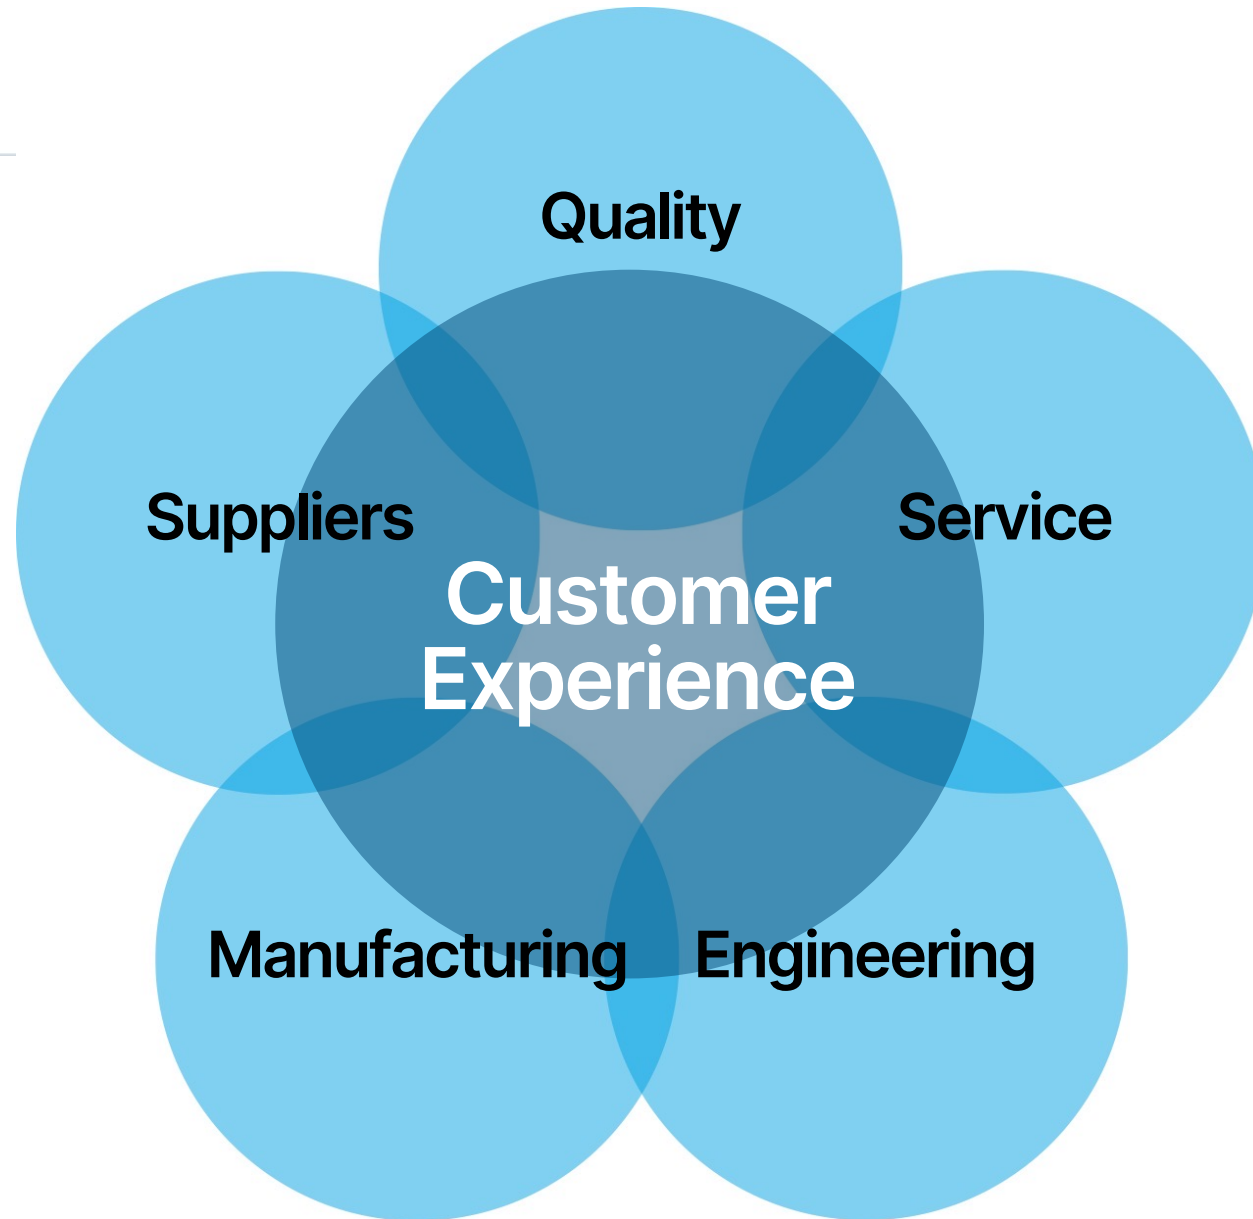 Quality
Suppliers
Service
Customer
Experience
Manufacturing
Engineering